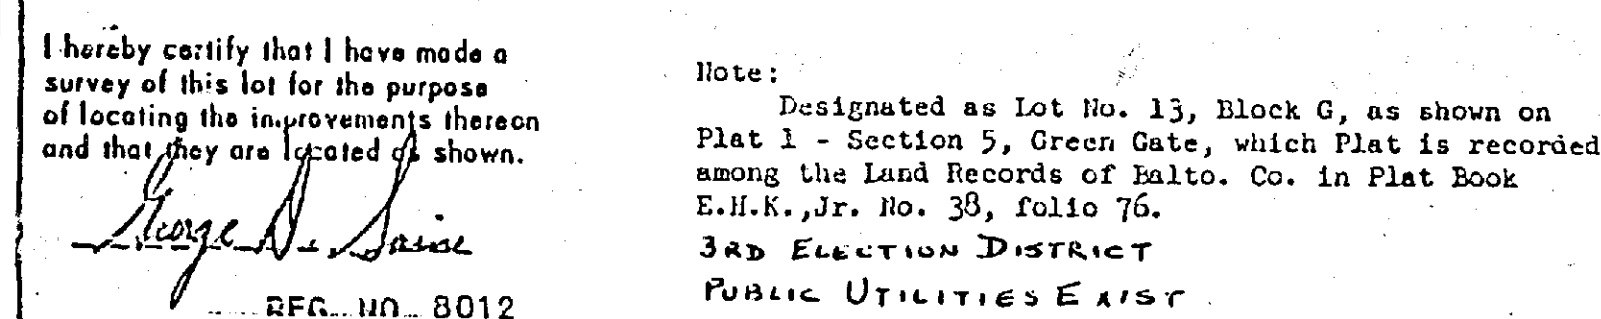 I hereby certify that I have made a
survey of this lot for the purpose
of locating the improvements thereon
and that they are located as shown.
George D.
REG. NO. 8012
Note:
Designated as Lot No. 13, Block G, as shown on
Plat 1 - Section 5, Green Gate, which Plat is recorded
among the Land Records of Balto. Co. in Plat Book
E.H.K.,Jr. No. 38, folio 76.
3RD ELECTION DISTRICT
PUBLIC UTILITIES EXIST